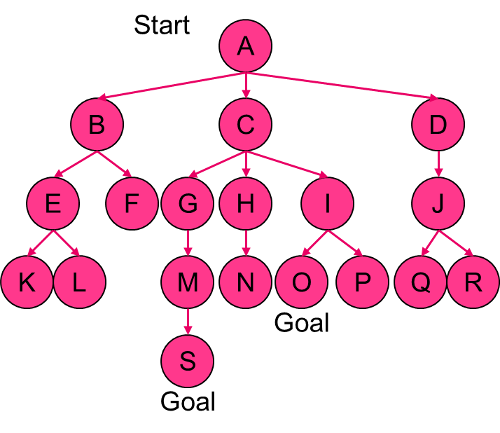 Start
A
B C D
E F G H I J
K L M N O P Q R
Goal
S
Goal